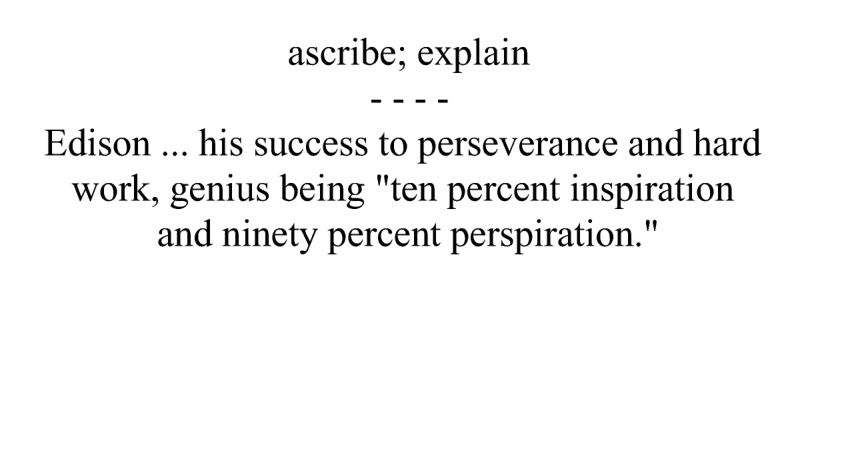 ascribe; explain
- - - -
Edison ... his success to perseverance and hard
work, genius being "ten percent inspiration
and ninety percent perspiration."